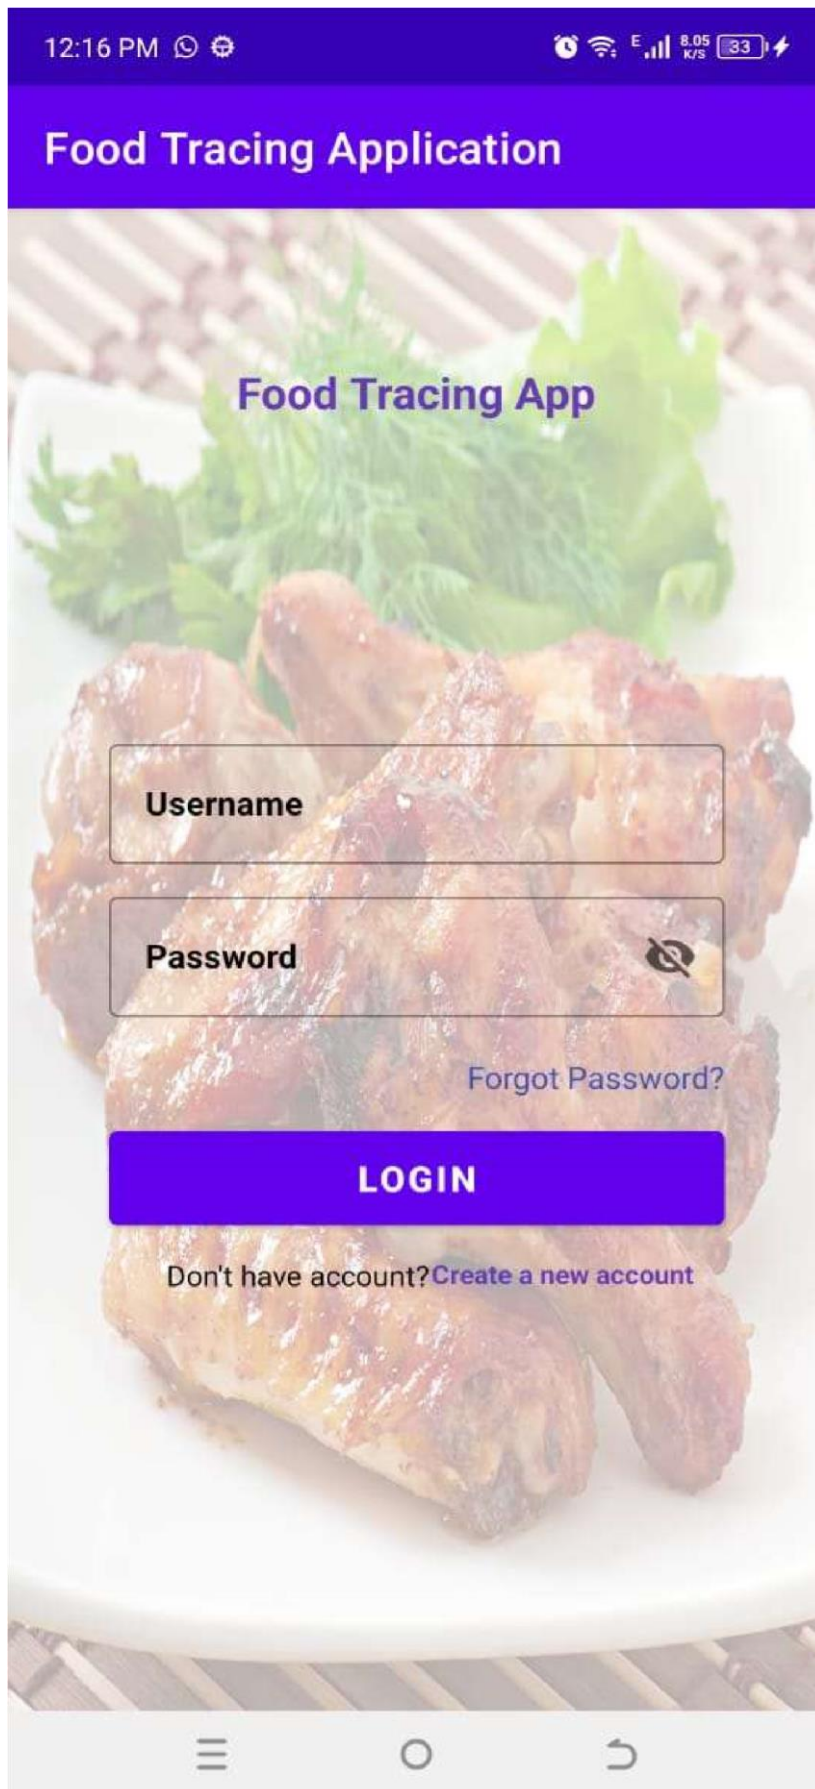 12:16 PM E 8.05 K/S 33
Food Tracing Application
Food Tracing App
Username
Password
Forgot Password?
LOGIN
Don't have account?Create a new account